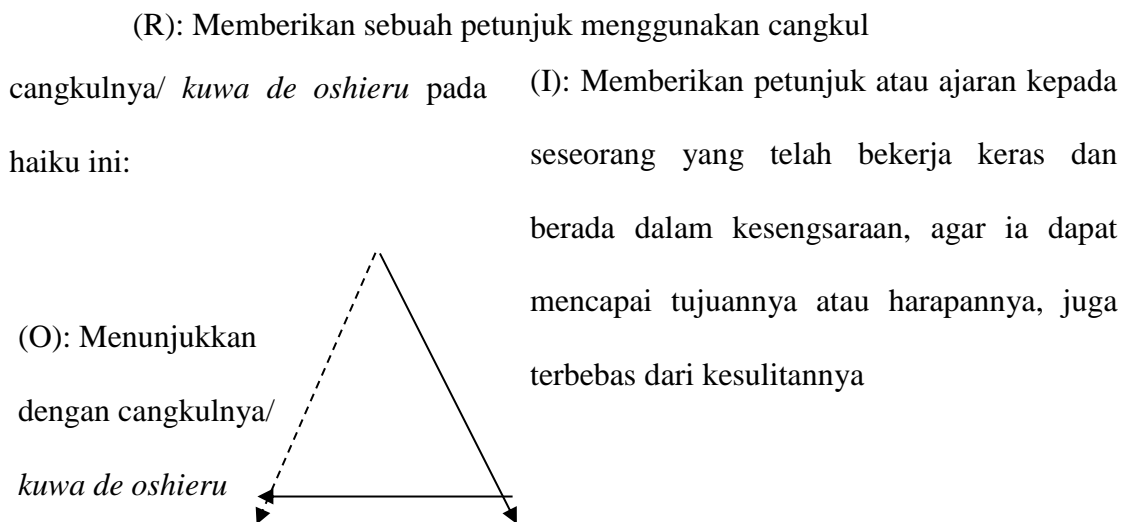 (R): Memberikan sebuah petunjuk menggunakan cangkul
cangkulnya/ kuwa de oshieru pada
haiku ini:
(I): Memberikan petunjuk atau ajaran kepada
seseorang yang telah bekerja keras dan
berada dalam kesengsaraan, agar ia dapat
mencapai tujuannya atau harapannya, juga
terbebas dari kesulitannya
(O): Menunjukkan
dengan cangkulnya/
kuwa de oshieru